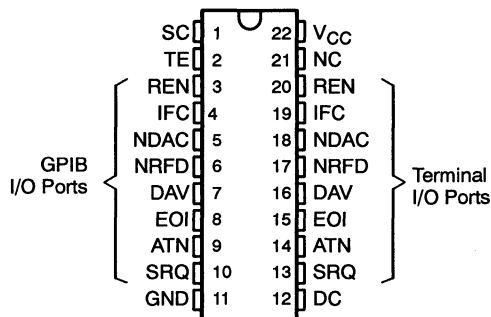 SC 1 22 VCC
TE 2 21 NC
REN 3 20 REN
IFC 4 19 IFC
NDAC 5 18 NDAC
NRFD 6 17 NRFD
DAV 7 16 DAV
EOI 8 15 EOI
ATN 9 14 ATN
SRQ 10 13 SRQ
GND 11 12 DC
GPIB
I/O Ports
Terminal
I/O Ports